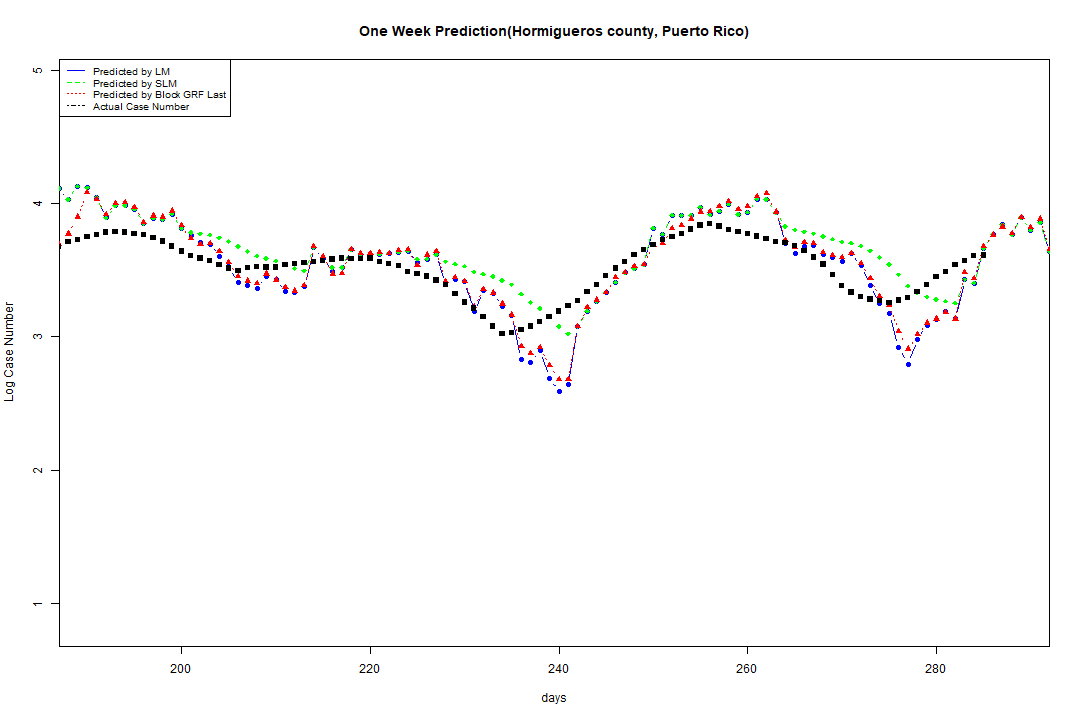 One Week Prediction(Hormigueros county, Puerto Rico)
Predicted by LM
Predicted by SLM
Predicted by Block GRF Last
Actual Case Number
5
4
3
2
1
Log Case Number
200
220
240
260
280
days